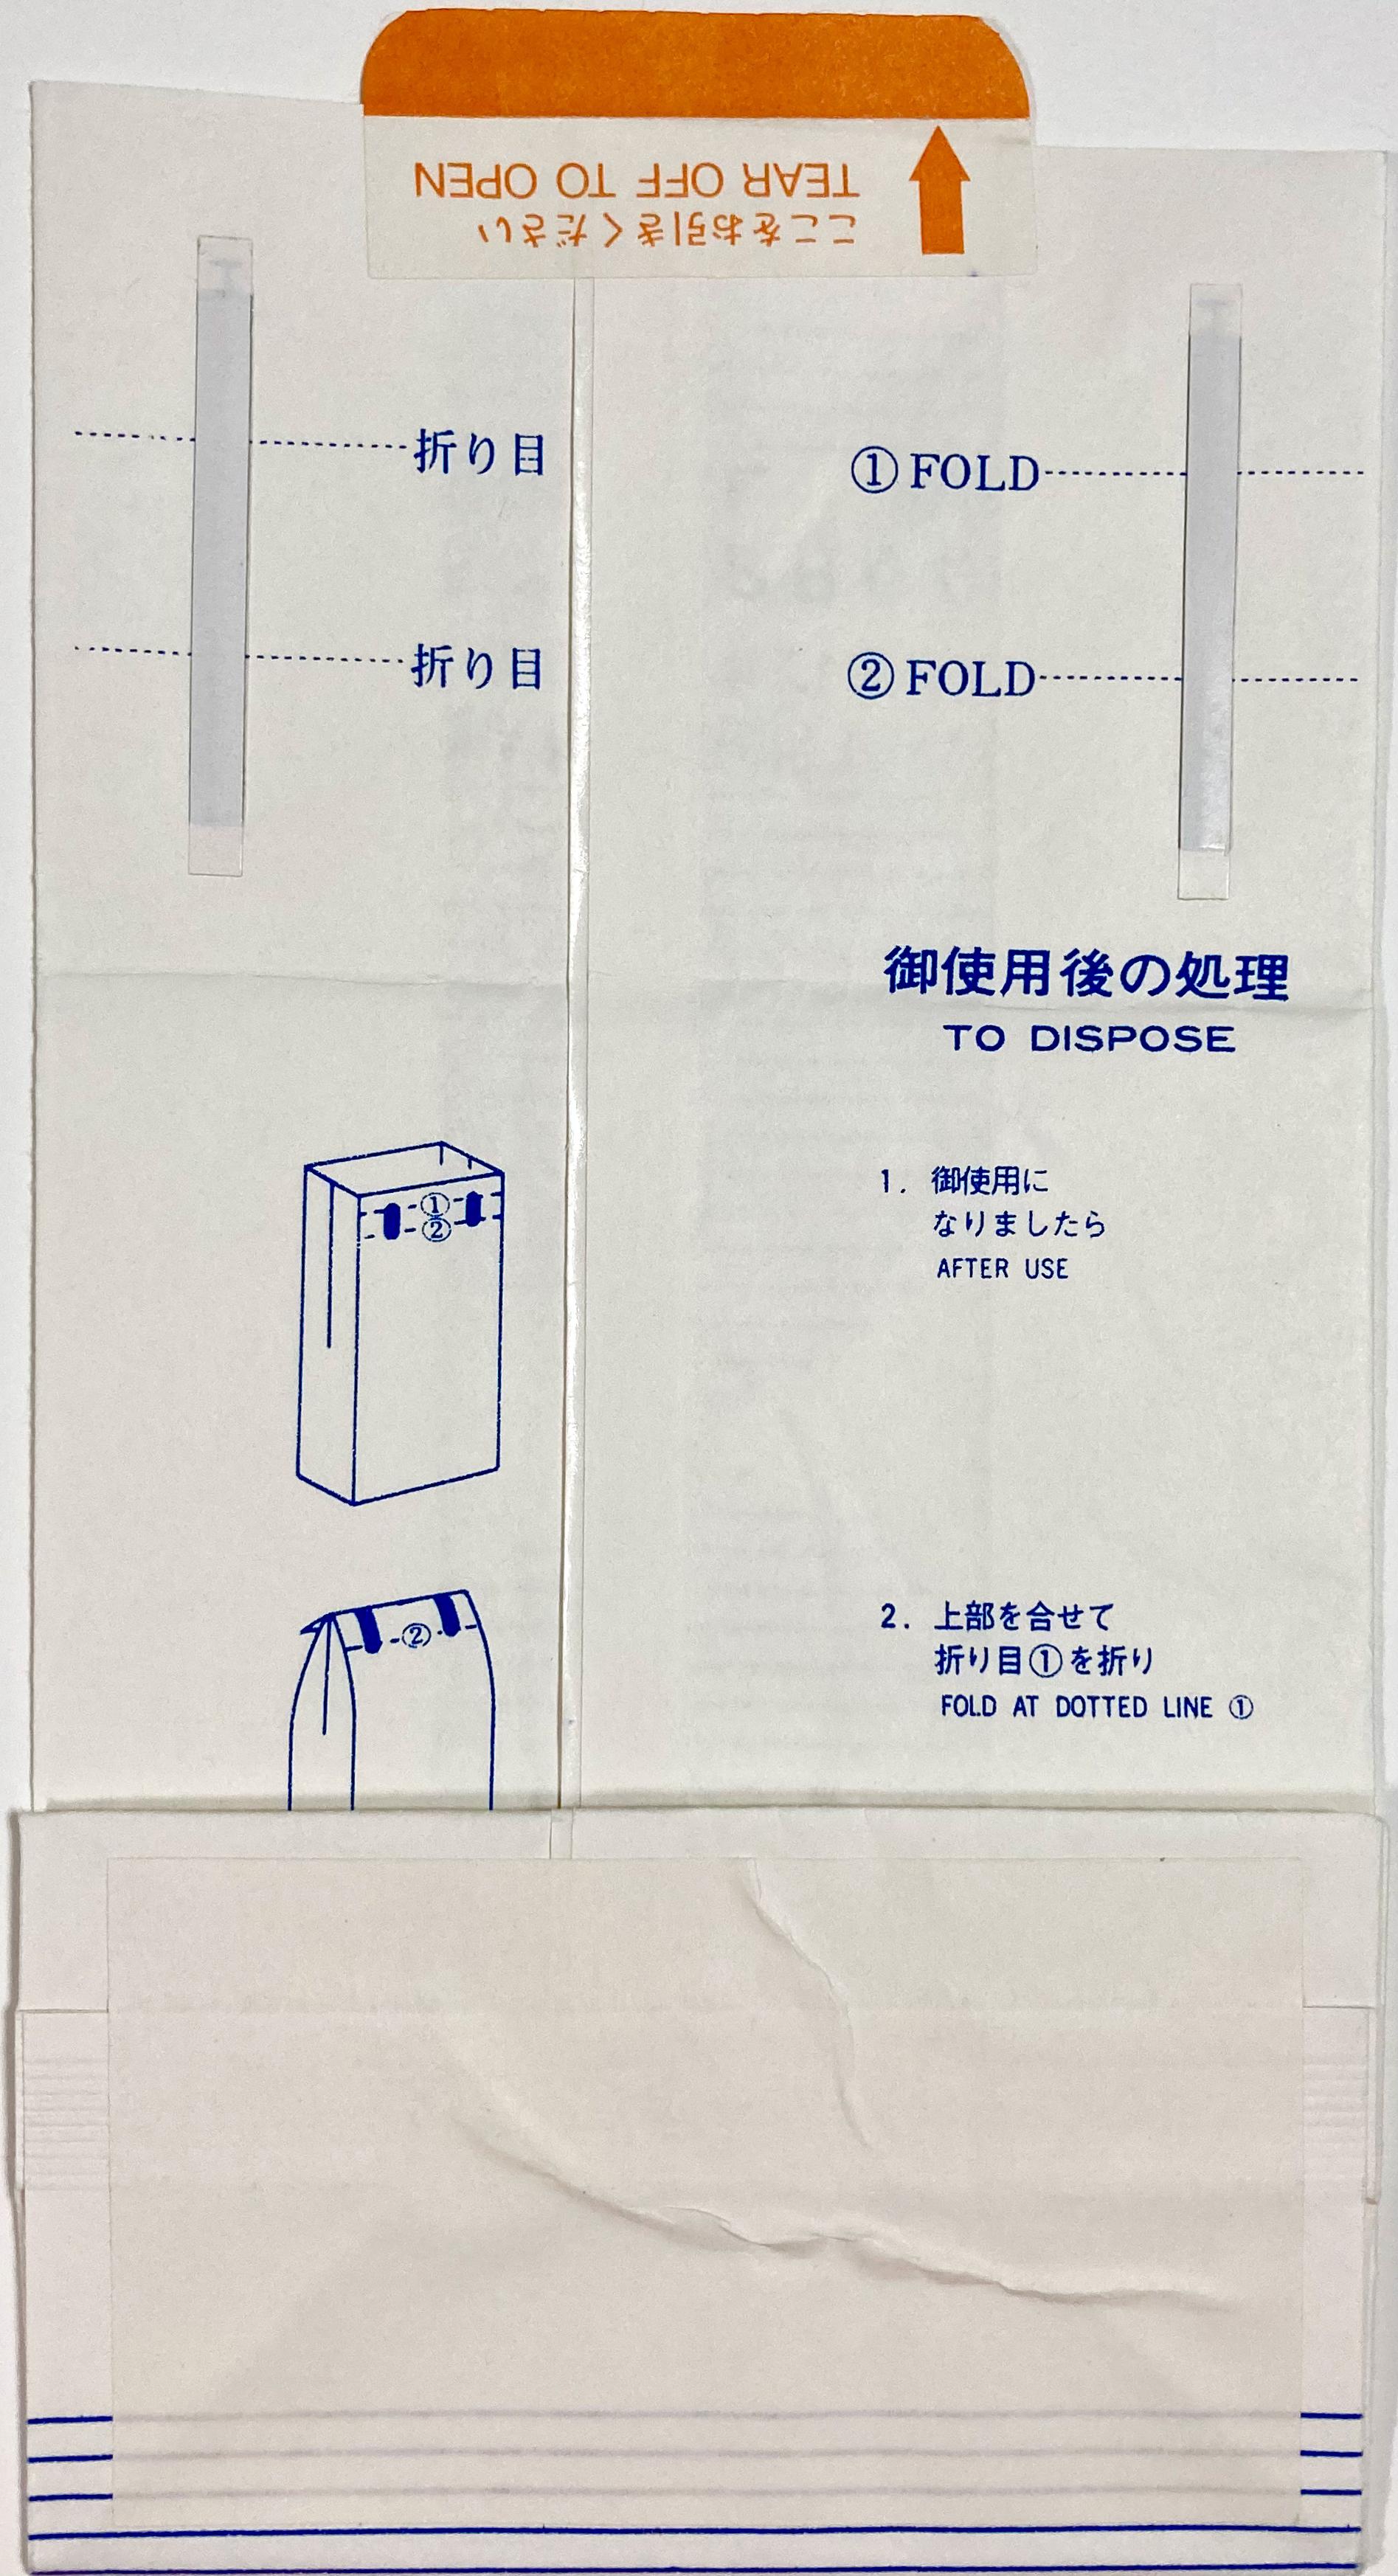 TEAR OFF TO OPEN
ここをお引きください
折り目
① FOLD
折り目
② FOLD
御使用後の処理
TO DISPOSE
①
②
1. 御使用に
なりましたら
AFTER USE
②
2. 上部を合せて
折り目①を折り
FOLD AT DOTTED LINE ①